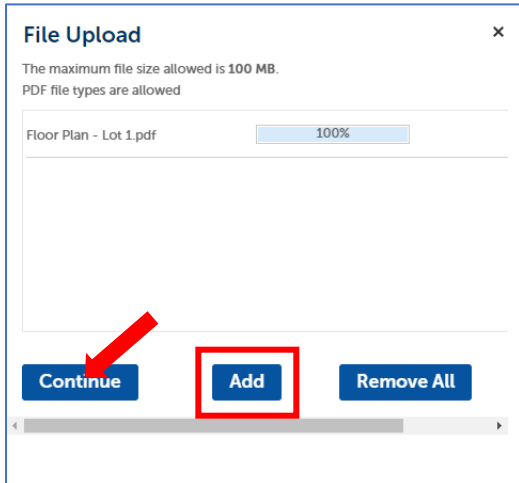 File Upload ×
The maximum file size allowed is 100 MB.
PDF file types are allowed
Floor Plan - Lot 1.pdf 100%
Continue Add Remove All